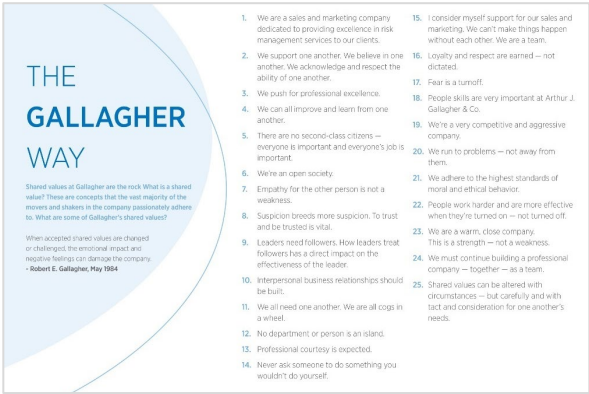 THE
GALLAGHER
WAY
Shared values at Gallagher are the rock What is a shared
value? These are concepts that the vast majority of the
movers and shakers in the company passionately adhere
to. What are some of Gallagher's shared values?
When accepted shared values are changed
or challenged, the emotional impact and
negative feelings can damage the company.
- Robert E. Gallagher, May 1984
1. We are a sales and marketing company
dedicated to providing excellence in risk
management services to our clients.
2. We support one another. We believe in one
another. We acknowledge and respect the
ability of one another.
3. We push for professional excellence.
4. We can all improve and learn from one
another.
5. There are no second-class citizens —
everyone is important and everyone's job is
important.
6. We're an open society.
7. Empathy for the other person is not a
weakness.
8. Suspicion breeds more suspicion. To trust
and be trusted is vital.
9. Leaders need followers. How leaders treat
followers has a direct impact on the
effectiveness of the leader.
10. Interpersonal business relationships should
be built.
11. We all need one another. We are all cogs in
a wheel.
12. No department or person is an island.
13. Professional courtesy is expected.
14. Never ask someone to do something you
wouldn't do yourself.
15. I consider myself support for our sales and
marketing. We can't make things happen
without each other. We are a team.
16. Loyalty and respect are earned — not
dictated.
17. Fear is a turnoff.
18. People skills are very important at Arthur J.
Gallagher & Co.
19. We're a very competitive and aggressive
company.
20. We run to problems — not away from
them.
21. We adhere to the highest standards of
moral and ethical behavior.
22. People work harder and are more effective
when they're turned on — not turned off.
23. We are a warm, close company.
This is a strength — not a weakness.
24. We must continue building a professional
company — together — as a team.
25. Shared values can be altered with
circumstances — but carefully and with
tact and consideration for one another's
needs.